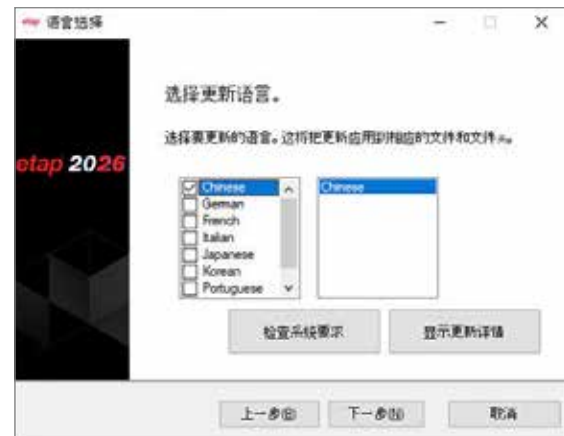 etap 语言选择
选择更新语言。
选择要更新的语言。这将把更新应用到相应的文件和文件夹。
etap 2026
Chinese
German
French
Italian
Japanese
Korean
Portuguese
Chinese
检查系统要求
显示更新详情
上一步(B)
下一步(N)
取消